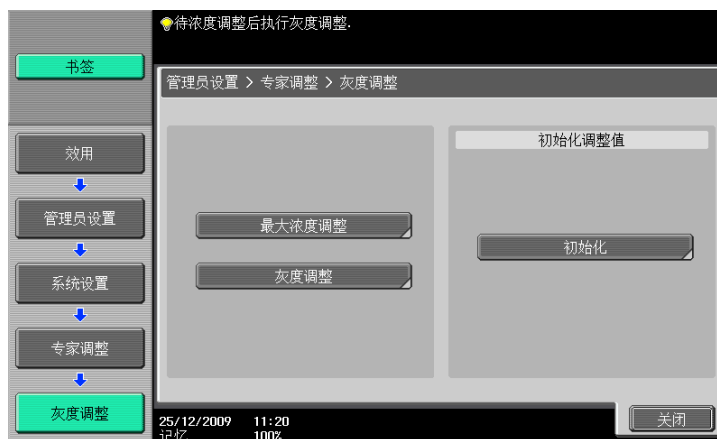 待浓度调整后执行灰度调整.
书签
管理员设置 > 专家调整 > 灰度调整
效用
管理员设置
系统设置
专家调整
灰度调整
初始化调整值
最大浓度调整
灰度调整
初始化
25/12/2009 11:20
记忆 100%
关闭